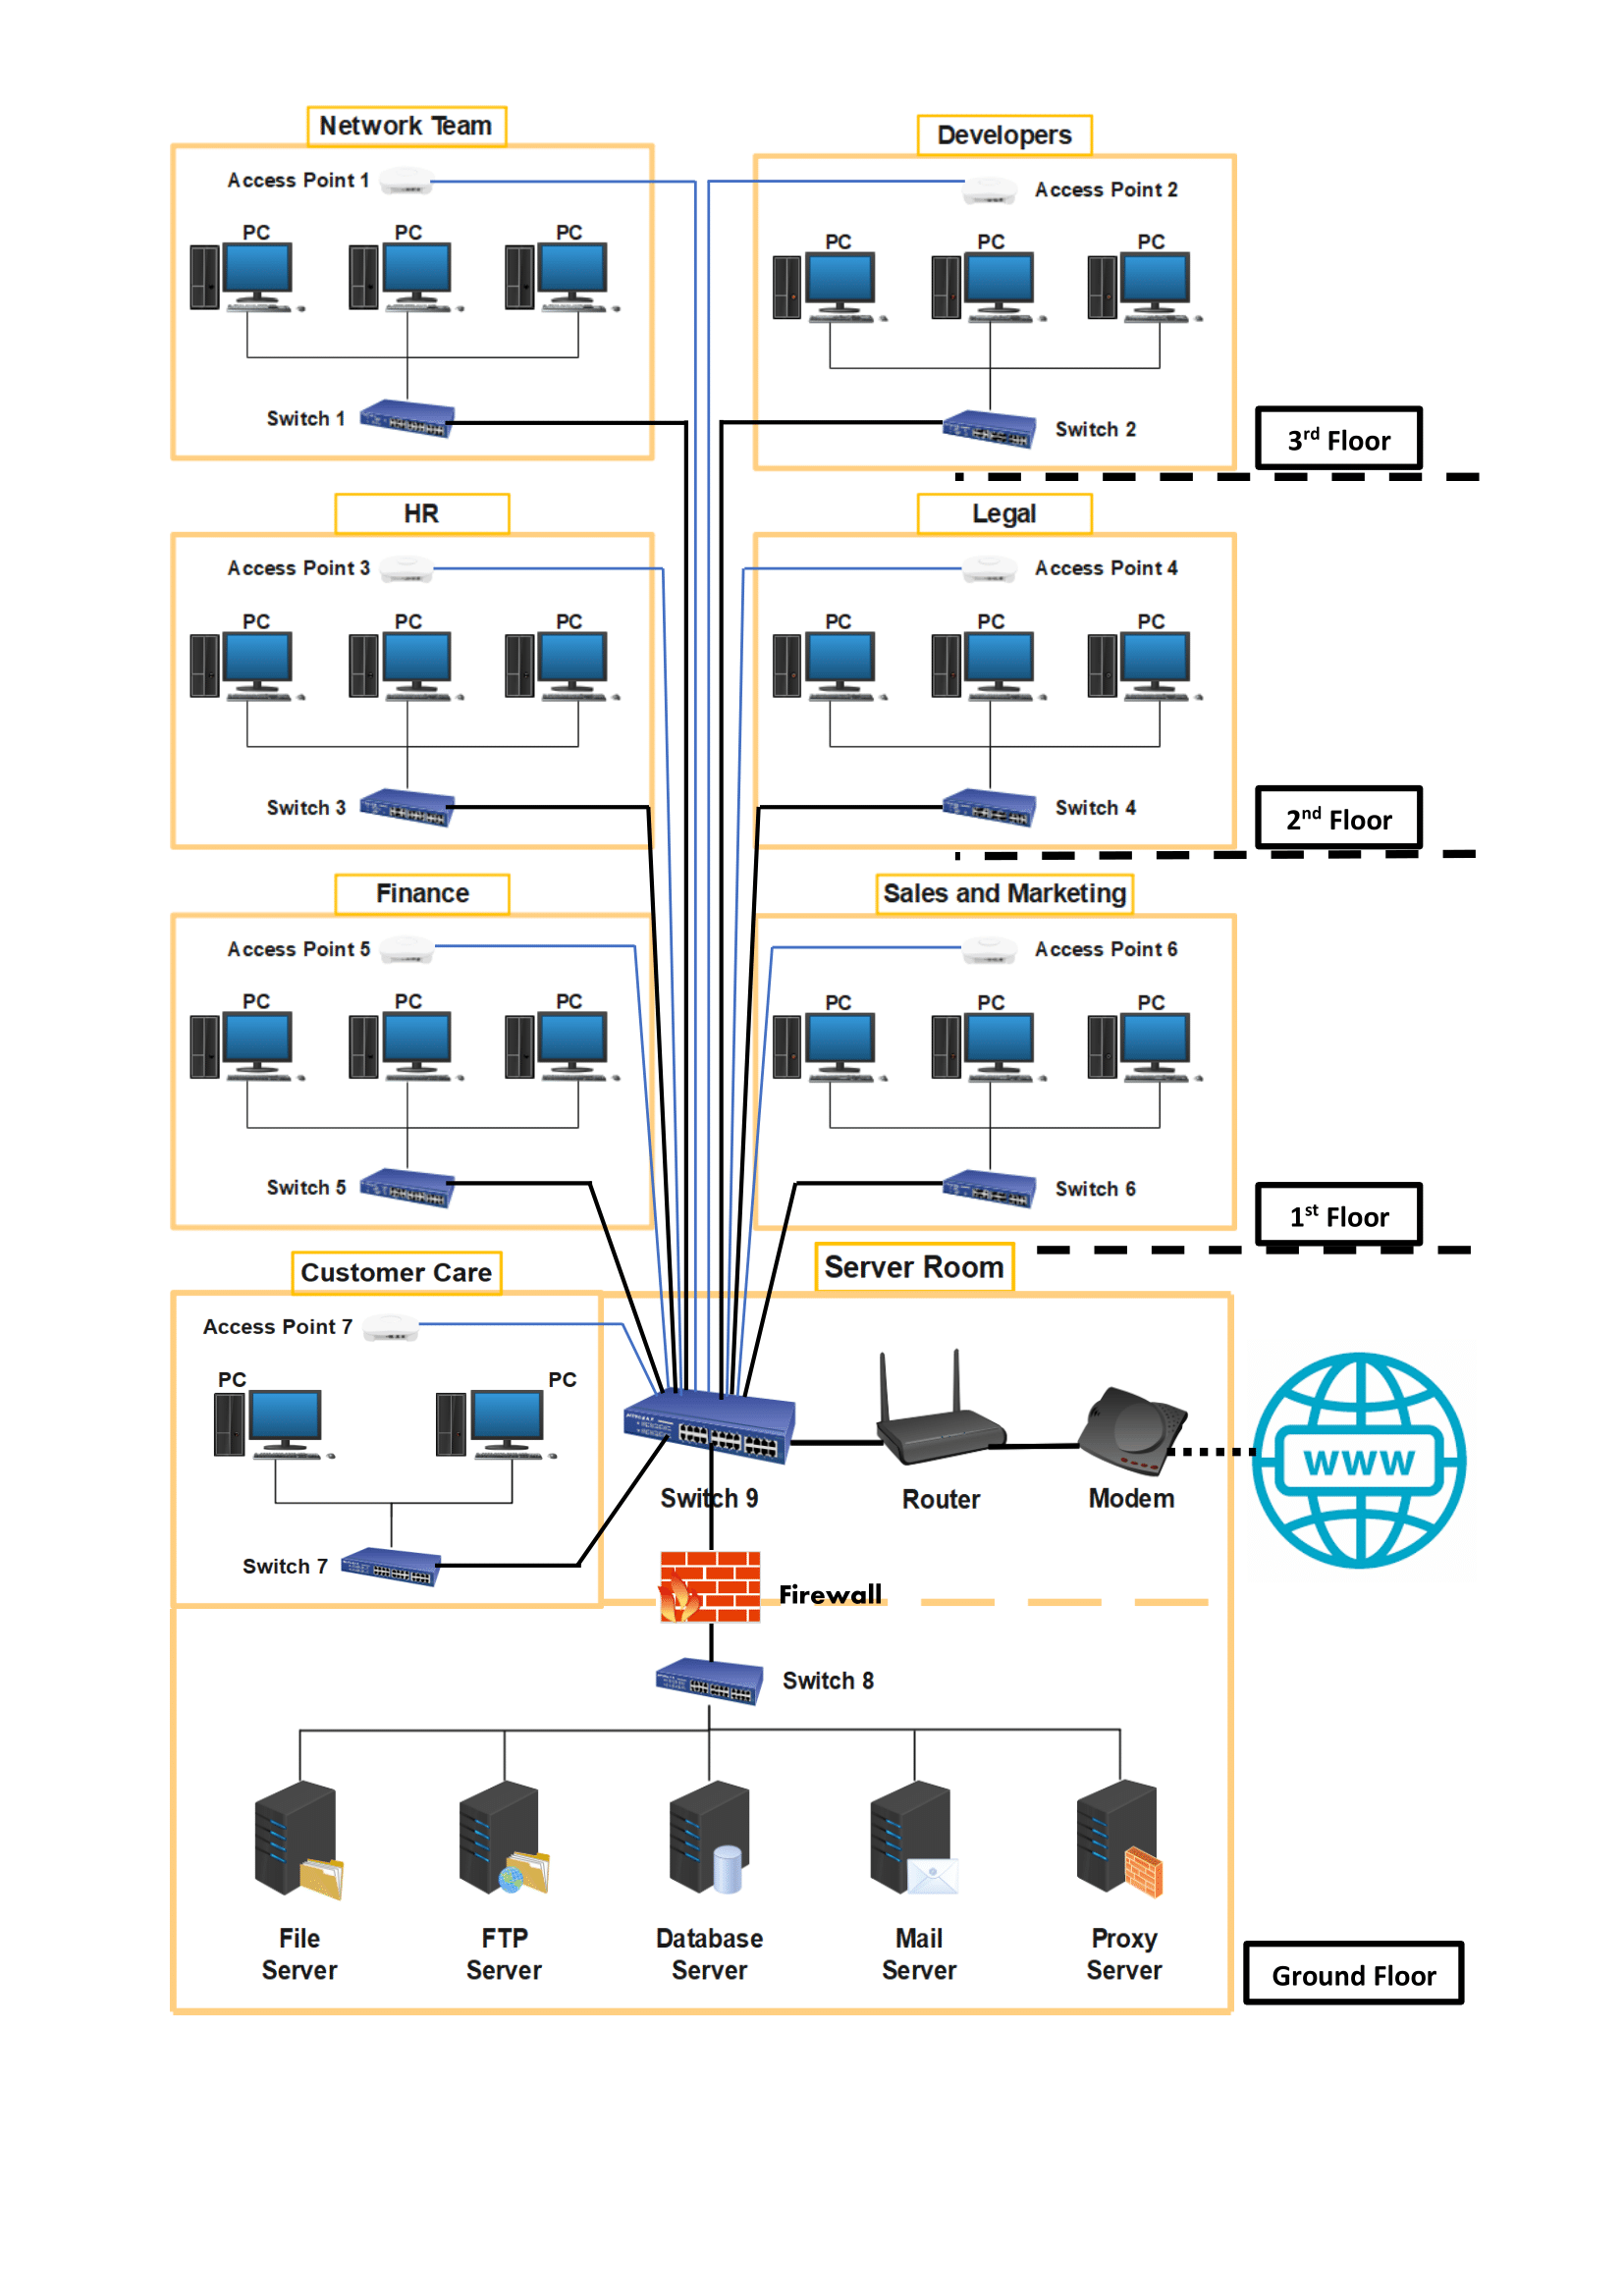 Network Team
Developers
Access Point 1
Access Point 2
PC PC PC
PC PC PC
Switch 1
Switch 2
3rd Floor
HR
Legal
Access Point 3
Access Point 4
PC PC PC
PC PC PC
Switch 3
Switch 4
2nd Floor
Finance
Sales and Marketing
Access Point 5
Access Point 6
PC PC PC
PC PC PC
Switch 5
Switch 6
1st Floor
Customer Care
Server Room
Access Point 7
PC PC
WWW
Switch 9
Router
Modem
Switch 7
Firewall
Switch 8
File
Server
FTP
Server
Database
Server
Mail
Server
Proxy
Server
Ground Floor